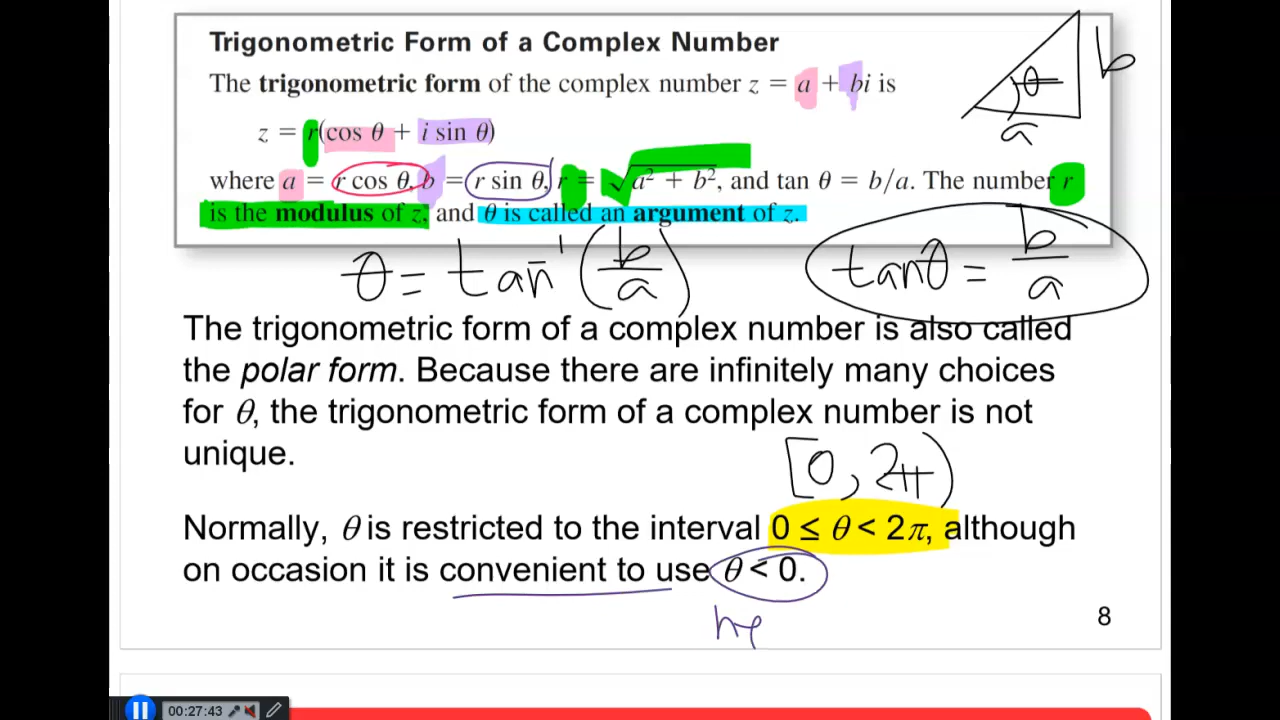 Trigonometric Form of a Complex Number
The trigonometric form of the complex number z = a + bi is
z = r(cos θ + i sin θ)
where a = r cos θ, b = r sin θ, r = √a² + b², and tan θ = b/a. The number r
is the modulus of z, and θ is called an argument of z.
θ
b
a
θ = tan⁻¹ (b/a)
tanθ = b/a
The trigonometric form of a complex number is also called
the polar form. Because there are infinitely many choices
for θ, the trigonometric form of a complex number is not
unique.
[0, 2π)
Normally, θ is restricted to the interval 0 ≤ θ < 2π, although
on occasion it is convenient to use θ < 0.
8
00:27:43